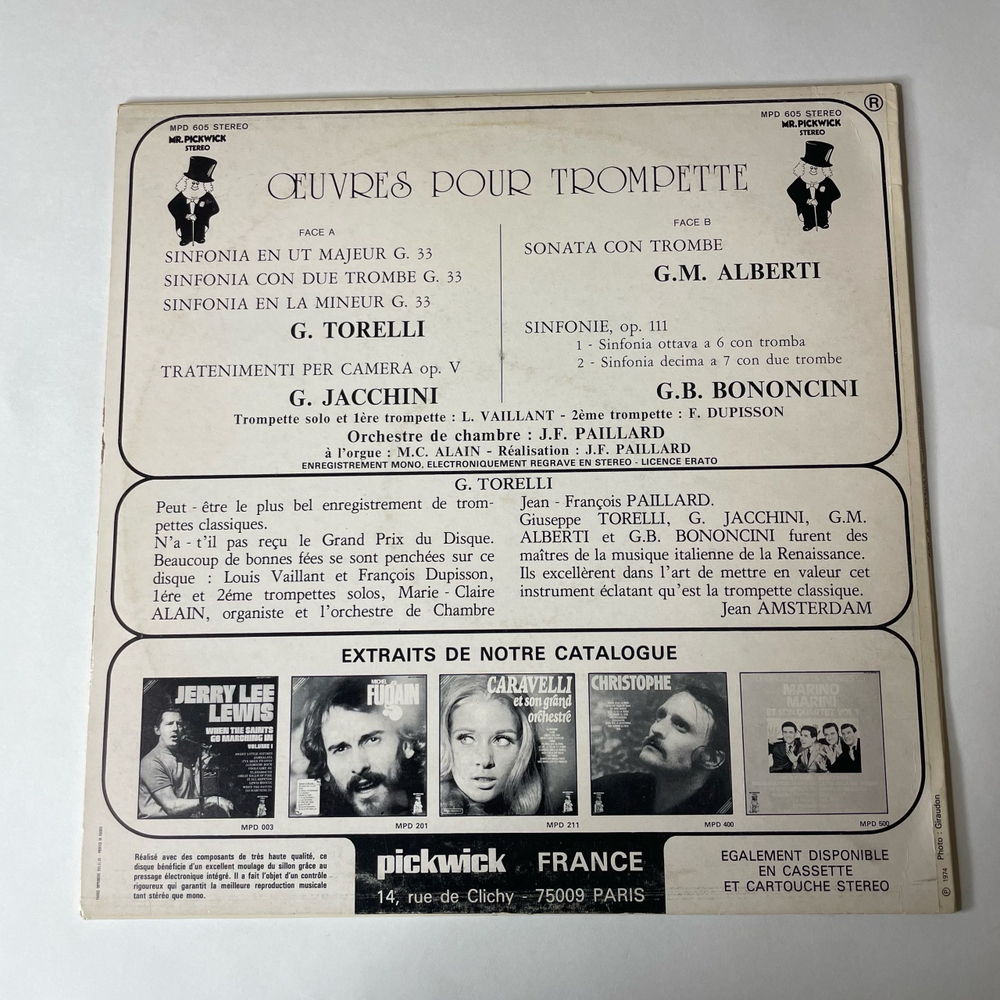 MPD 605 STEREO
MR. PICKWICK
STEREO
MPD 605 STEREO
MR. PICKWICK
STEREO
R
ŒUVRES POUR TROMPETTE
FACE A
SINFONIA EN UT MAJEUR G. 33
SINFONIA CON DUE TROMBE G. 33
SINFONIA EN LA MINEUR G. 33
G. TORELLI
TRATENIMENTI PER CAMERA op. V
G. JACCHINI
FACE B
SONATA CON TROMBE
G.M. ALBERTI
SINFONIE, op. 111
1 - Sinfonia ottava a 6 con tromba
2 - Sinfonia decima a 7 con due trombe
G.B. BONONCINI
Trompette solo et 1ère trompette : L. VAILLANT - 2ème trompette : F. DUPISSON
Orchestre de chambre : J.F. PAILLARD
à l'orgue : M.C. ALAIN - Réalisation : J.F. PAILLARD
ENREGISTREMENT MONO, ELECTRONIQUEMENT REGRAVE EN STEREO - LICENCE ERATO
G. TORELLI
Peut - être le plus bel enregistrement de trom-
pettes classiques.
N'a - t'il pas reçu le Grand Prix du Disque.
Beaucoup de bonnes fées se sont penchées sur ce
disque : Louis Vaillant et François Dupisson,
1ére et 2éme trompettes solos, Marie - Claire
ALAIN, organiste et l'orchestre de Chambre
Jean - François PAILLARD.
Giuseppe TORELLI, G. JACCHINI, G.M.
ALBERTI et G.B. BONONCINI furent des
maîtres de la musique italienne de la Renaissance.
Ils excellèrent dans l'art de mettre en valeur cet
instrument éclatant qu'est la trompette classique.
Jean AMSTERDAM
EXTRAITS DE NOTRE CATALOGUE
JERRY LEE
LEWIS
WHEN THE SAINTS
GO MARCHING IN
VOLUME 1
MICHEL
FUGAIN
CARAVELLI
et son grand
orchestre
CHRISTOPHE
MARINO
MARINI
MPD 003
MPD 201
MPD 211
MPD 400
MPD 500
Réalisé avec des composants de très haute qualité, ce
disque bénéficie d'un excellent moulage du sillon grâce au
pressage électronique intégré. Il a fait l'objet d'un contrôle
rigoureux qui garantit la meilleure reproduction musicale
tant stéréo que mono.
pickwick FRANCE
14, rue de Clichy - 75009 PARIS
EGALEMENT DISPONIBLE
EN CASSETTE
ET CARTOUCHE STEREO
℗ 1974 Photo : Giraudon